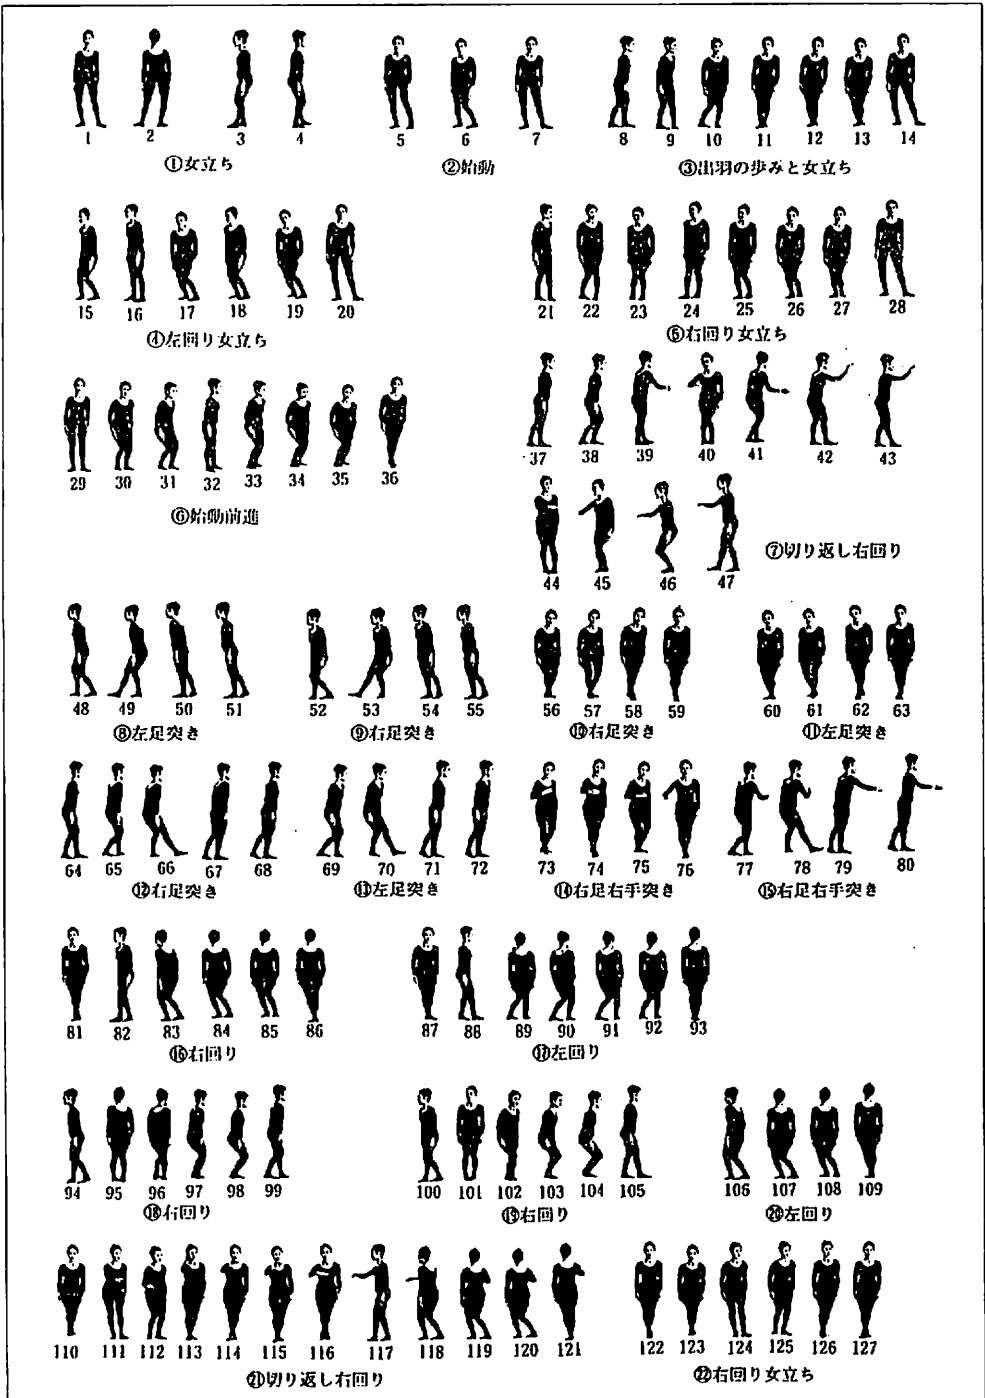 1 2 3 4 5 6 7 8 9 10 11 12 13 14
①女立ち ②始動 ③出羽の歩みと女立ち
15 16 17 18 19 20 21 22 23 24 25 26 27 28
④左回り女立ち ⑤右回り女立ち
29 30 31 32 33 34 35 36
⑥始動前進
37 38 39 40 41 42 43
44 45 46 47
⑦切り返し右回り
48 49 50 51 52 53 54 55 56 57 58 59 60 61 62 63
⑧左足突き ⑨右足突き ⑩右足突き ⑪左足突き
64 65 66 67 68 69 70 71 72 73 74 75 76 77 78 79 80
⑫右足突き ⑬左足突き ⑭右足右手突き ⑮右足右手突き
81 82 83 84 85 86 87 88 89 90 91 92 93
⑯右回り ⑰左回り
94 95 96 97 98 99 100 101 102 103 104 105 106 107 108 109
⑱右回り ⑲右回り ⑳左回り
110 111 112 113 114 115 116 117 118 119 120 121 122 123 124 125 126 127
㉑切り返し右回り ㉒右回り女立ち